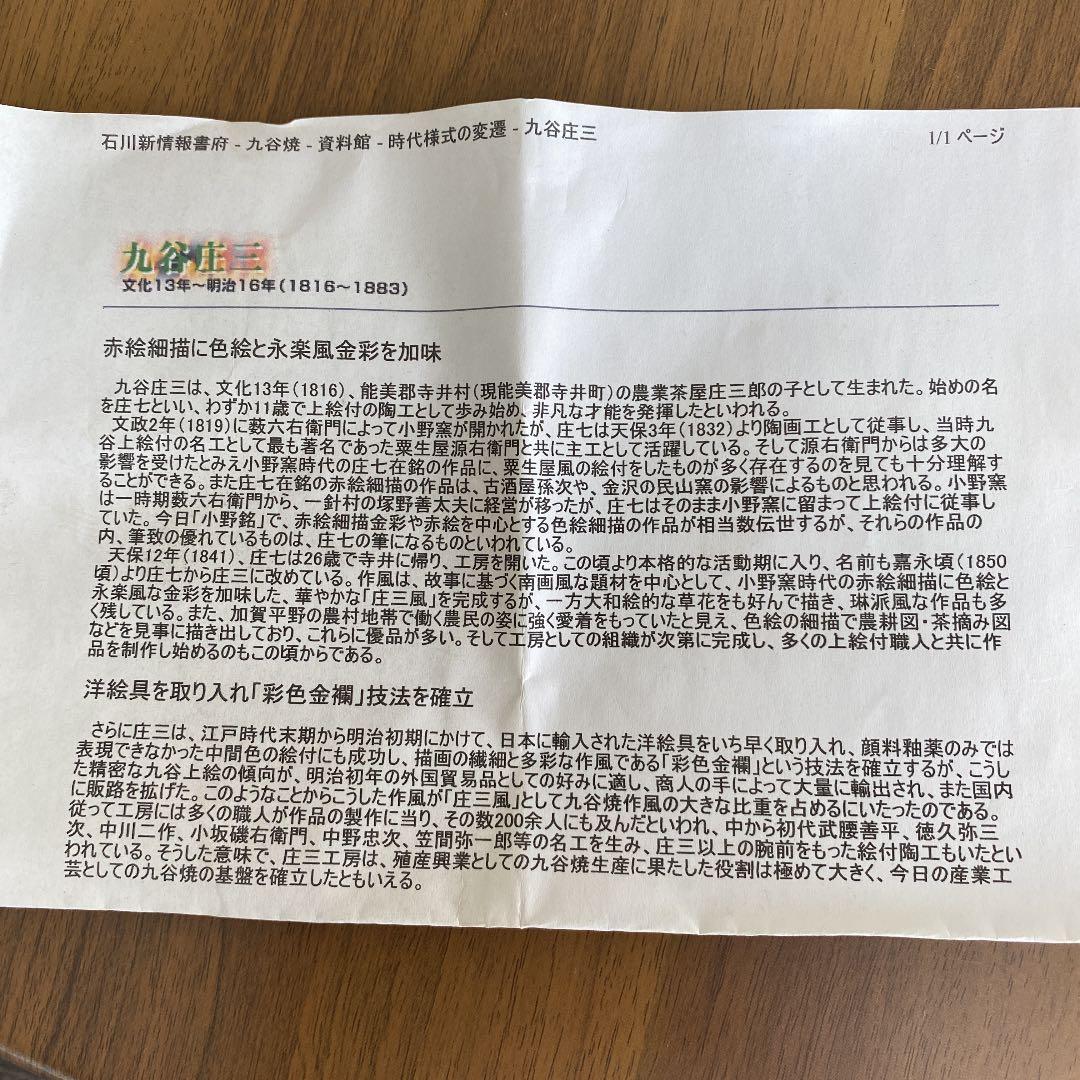 石川新情報書府 - 九谷焼 - 資料館 - 時代様式の変遷 - 九谷庄三
1/1 ページ
九谷庄三
文化13年～明治16年(1816～1883)
赤絵細描に色絵と永楽風金彩を加味
九谷庄三は、文化13年(1816)、能美郡寺井村(現能美郡寺井町)の農業茶屋庄三郎の子として生まれた。始めの名
を庄七といい、わずか11歳で上絵付の陶工として歩み始め、非凡な才能を発揮したといわれる。
文政2年(1819)に薮六右衛門によって小野窯が開かれたが、庄七は天保3年(1832)より陶画工として従事し、当時九
谷上絵付の名工として最も著名であった粟生屋源右衛門と共に主工として活躍している。そして源右衛門からは多大の
影響を受けたとみえ小野窯時代の庄七在銘の作品に、粟生屋風の絵付をしたものが多く存在するのを見ても十分理解す
ることができる。また庄七在銘の赤絵細描の作品は、古酒屋孫次や、金沢の民山窯の影響によるものと思われる。小野窯
は一時期薮六右衛門から、一針村の塚野善太夫に経営が移ったが、庄七はそのまま小野窯に留まって上絵付に従事し
ていた。今日「小野銘」で、赤絵細描金彩や赤絵を中心とする色絵細描の作品が相当数伝世するが、それらの作品の
内、筆致の優れているものは、庄七の筆になるものといわれている。
天保12年(1841)、庄七は26歳で寺井に帰り、工房を開いた。この頃より本格的な活動期に入り、名前も嘉永頃(1850
頃)より庄七から庄三に改めている。作風は、故事に基づく南画風な題材を中心として、小野窯時代の赤絵細描に色絵と
永楽風な金彩を加味した、華やかな「庄三風」を完成するが、一方大和絵的な草花をも好んで描き、琳派風な作品も多
く残している。また、加賀平野の農村地帯で働く農民の姿に強く愛着をもっていたと見え、色絵の細描で農耕図・茶摘み図
などを見事に描き出しており、これらに優品が多い。そして工房としての組織が次第に完成し、多くの上絵付職人と共に作
品を制作し始めるのもこの頃からである。
洋絵具を取り入れ「彩色金襴」技法を確立
さらに庄三は、江戸時代末期から明治初期にかけて、日本に輸入された洋絵具をいち早く取り入れ、顔料釉薬のみでは
表現できなかった中間色の絵付にも成功し、描画の繊細と多彩な作風である「彩色金襴」という技法を確立するが、こうし
た精密な九谷上絵の傾向が、明治初年の外国貿易品としての好みに適し、商人の手によって大量に輸出され、また国内
に販路を拡げた。このようなことからこうした作風が「庄三風」として九谷焼作風の大きな比重を占めるにいたったのである。
従って工房には多くの職人が作品の製作に当り、その数200余人にも及んだといわれ、中から初代武腰善平、徳久弥三
次、中川二作、小坂磯右衛門、中野忠次、笠間弥一郎等の名工を生み、庄三以上の腕前をもった絵付陶工もいたとい
われている。そうした意味で、庄三工房は、殖産興業としての九谷焼生産に果たした役割は極めて大きく、今日の産業工
芸としての九谷焼の基盤を確立したともいえる。